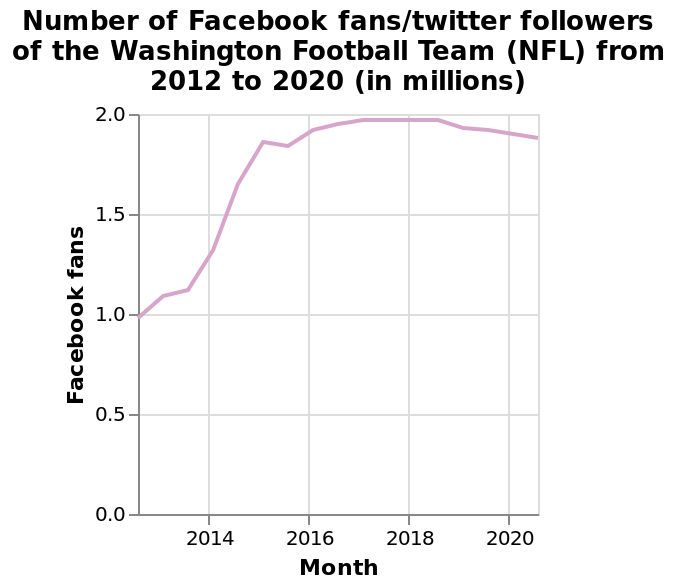 Number of Facebook fans/twitter followers
of the Washington Football Team (NFL) from
2012 to 2020 (in millions)
2.0
1.5
1.0
0.5
0.0
Facebook fans
2014 2016 2018 2020
Month